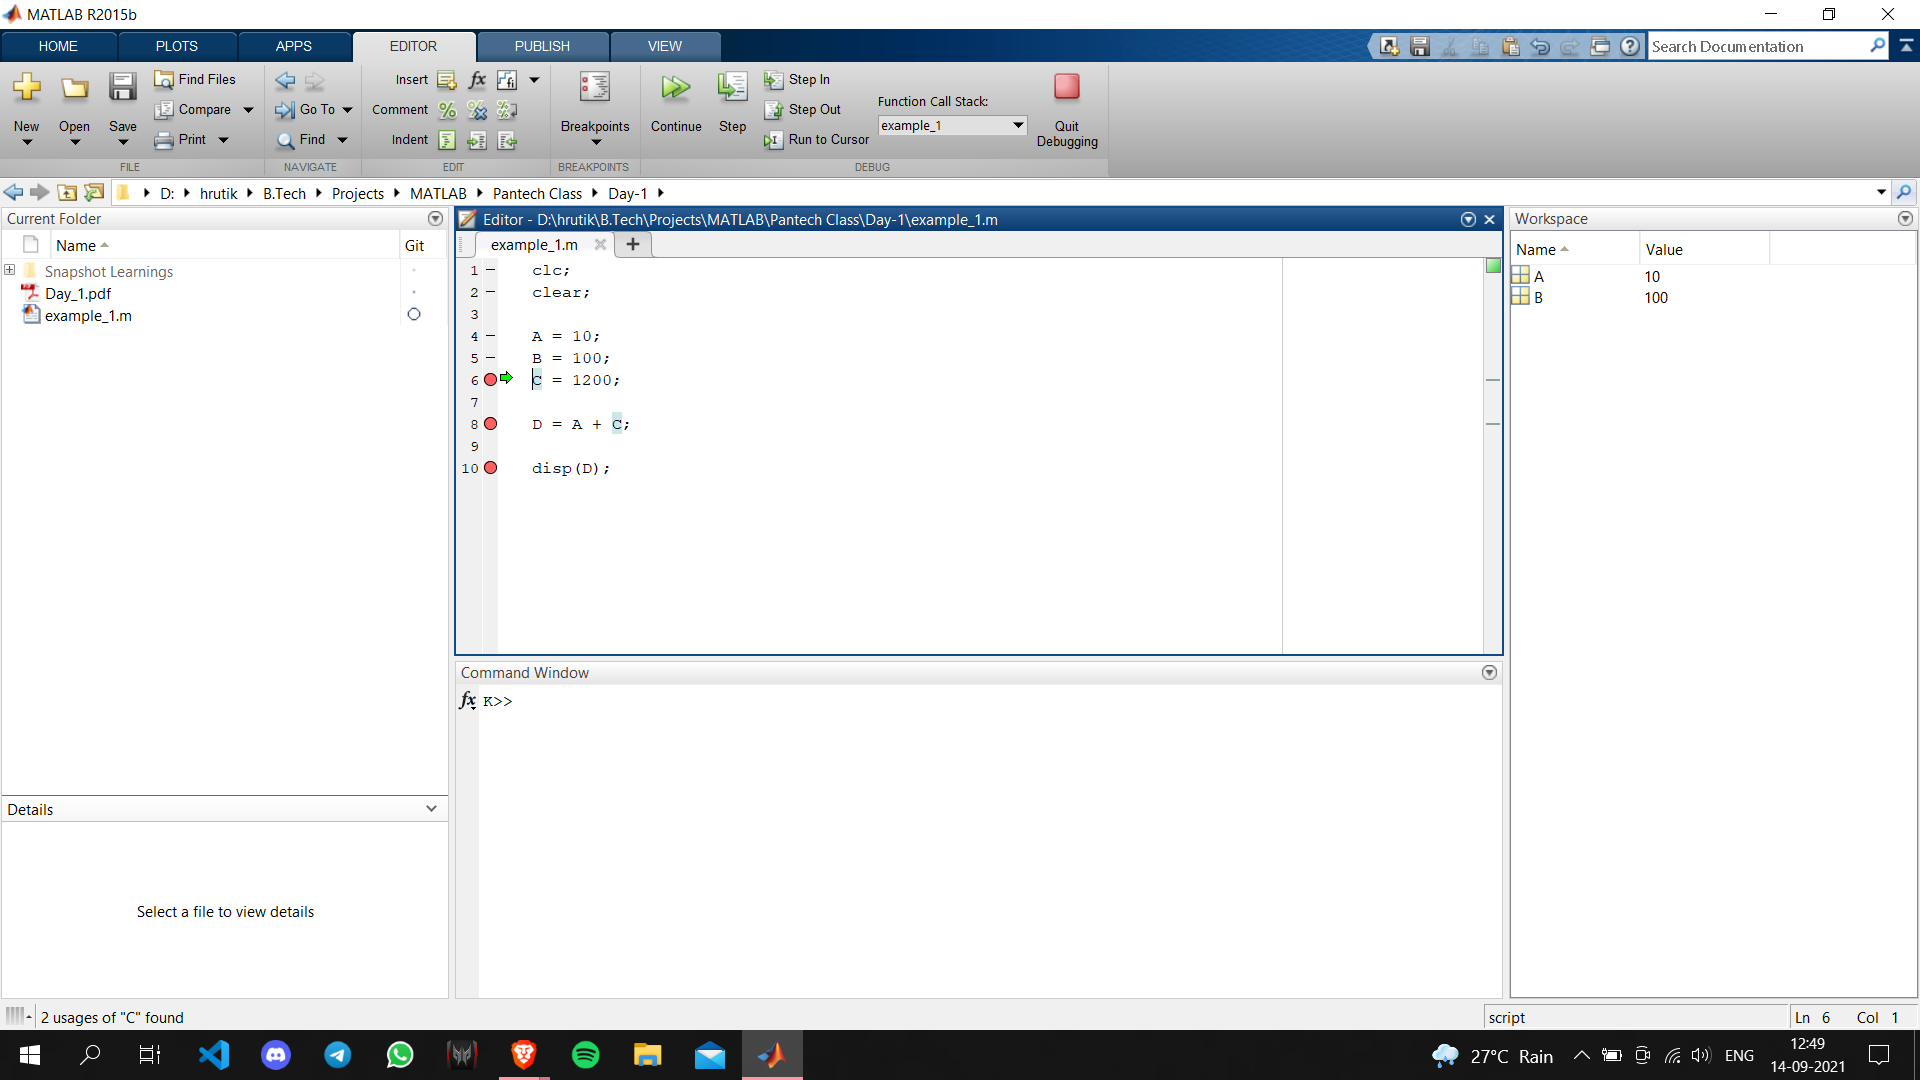 MATLAB R2015b
HOME PLOTS APPS EDITOR PUBLISH VIEW
Search Documentation
New Open Save
Find Files
Compare
Print
Go To
Find
Insert fx fi
Comment
Indent
Breakpoints
Continue Step
Step In
Step Out
Run to Cursor
Function Call Stack:
example_1
Quit Debugging
FILE NAVIGATE EDIT BREAKPOINTS DEBUG
D: hrutik B.Tech Projects MATLAB Pantech Class Day-1
Current Folder
Name Git
Snapshot Learnings
Day_1.pdf
example_1.m
Details
Select a file to view details
Editor - D:\hrutik\B.Tech\Projects\MATLAB\Pantech Class\Day-1\example_1.m
example_1.m
1 clc;
2 clear;
3
4 A = 10;
5 B = 100;
6 C = 1200;
7
8 D = A + C;
9
10 disp(D);
Command Window
fx K>>
Workspace
Name Value
A 10
B 100
2 usages of "C" found
script
Ln 6 Col 1
27°C Rain
ENG
12:49
14-09-2021